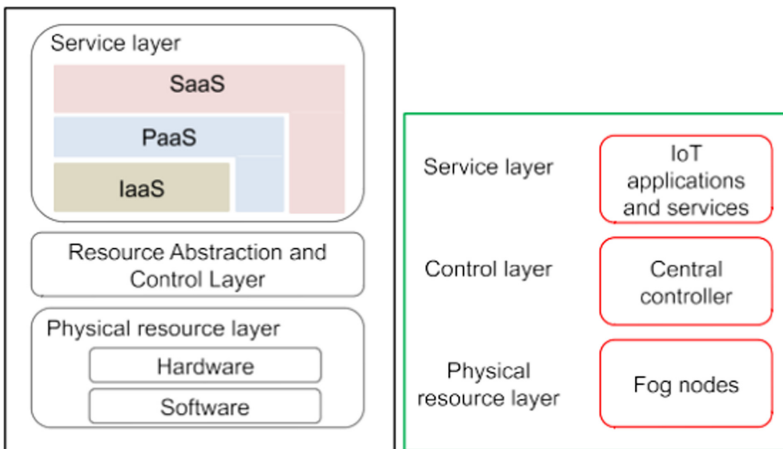 Service layer
SaaS
PaaS
IaaS
Resource Abstraction and
Control Layer
Physical resource layer
Hardware
Software
Service layer
IoT
applications
and services
Control layer
Central
controller
Physical
resource layer
Fog nodes